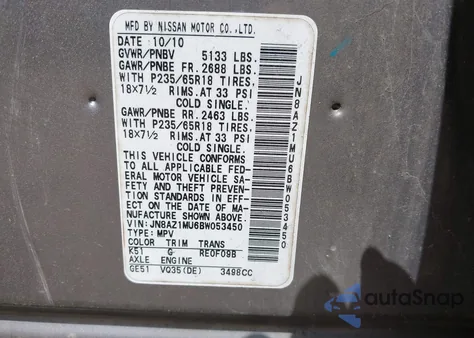 MFD BY NISSAN MOTOR CO.,LTD.
DATE 10/10
GVWR/PNBV 5133 LBS.
GAWR/PNBE FR. 2688 LBS.
WITH P235/65R18 TIRES,
18X7½ RIMS. AT 33 PSI
COLD SINGLE.
GAWR/PNBE RR. 2463 LBS.
WITH P235/65R18 TIRES,
18X7½ RIMS. AT 33 PSI
COLD SINGLE.
THIS VEHICLE CONFORMS
TO ALL APPLICABLE FED-
ERAL MOTOR VEHICLE SA-
FETY AND THEFT PREVEN-
TION STANDARDS IN EFF-
ECT ON THE DATE OF MA-
NUFACTURE SHOWN ABOVE.
VIN: JN8AZ1MU6BW053450
TYPE: MPV
COLOR TRIM TRANS
K51 G RE0F09B
AXLE ENGINE
GE51 VQ35(DE) 3498CC
JN8AZ1MU6BW053450
AutoSnap